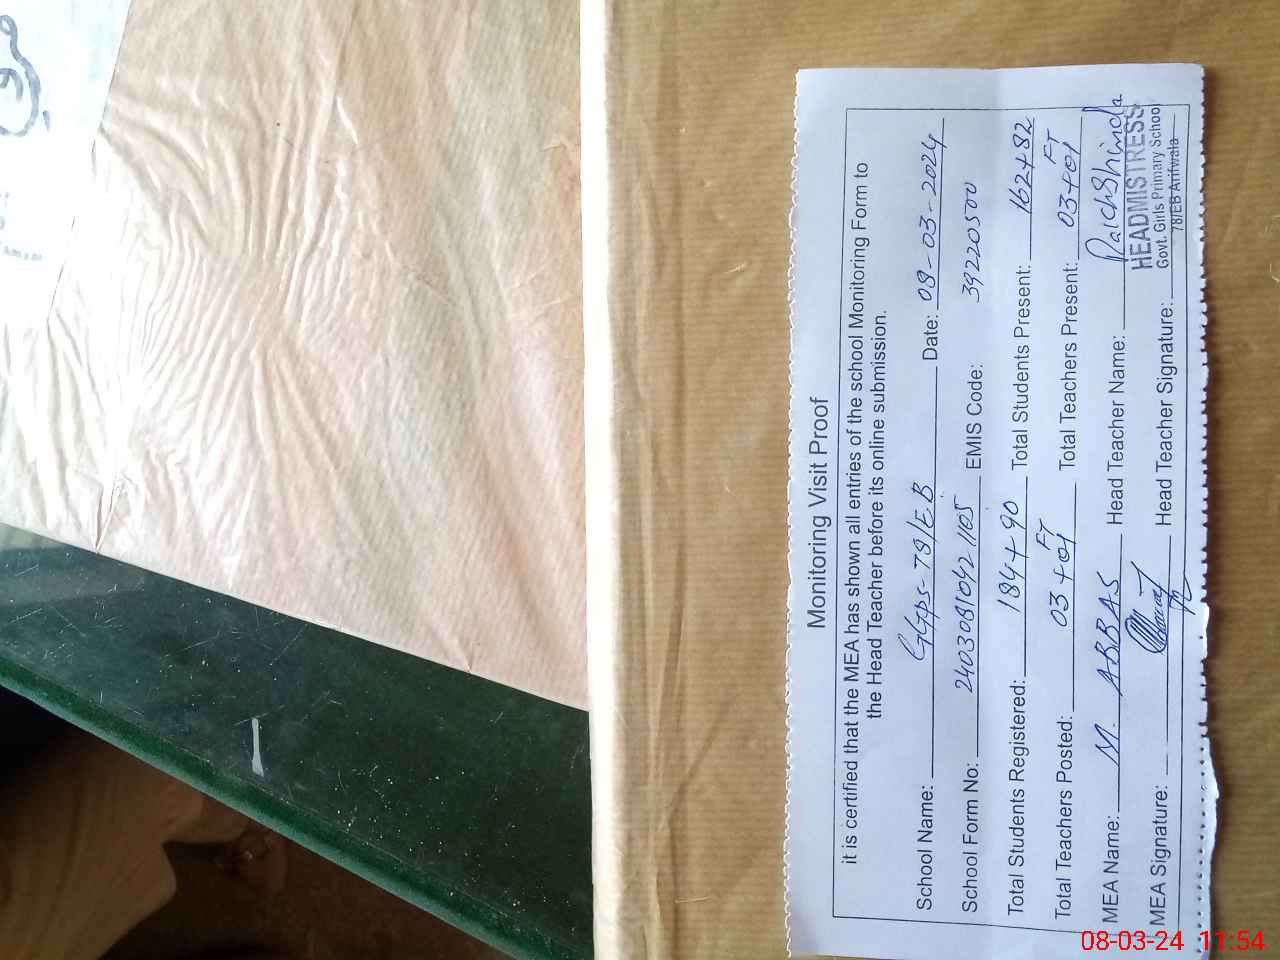 Monitoring Visit Proof
it is certified that the MEA has shown all entries of the school Monitoring Form to
the Head Teacher before its online submission.
School Name: GGPS-78/EB Date: 08-03-2024
School Form No: 24030810421105 EMIS Code: 39220500
Total Students Registered: 184+90 Total Students Present: 162+82
Total Teachers Posted: 03+01 FT Total Teachers Present: 03+01 FT
MEA Name: M. ABBAS Head Teacher Name:
MEA Signature: Head Teacher Signature:
HEADMISTRESS
Govt. Girls Primary School
78/EB Arifwala
08-03-24 11:54